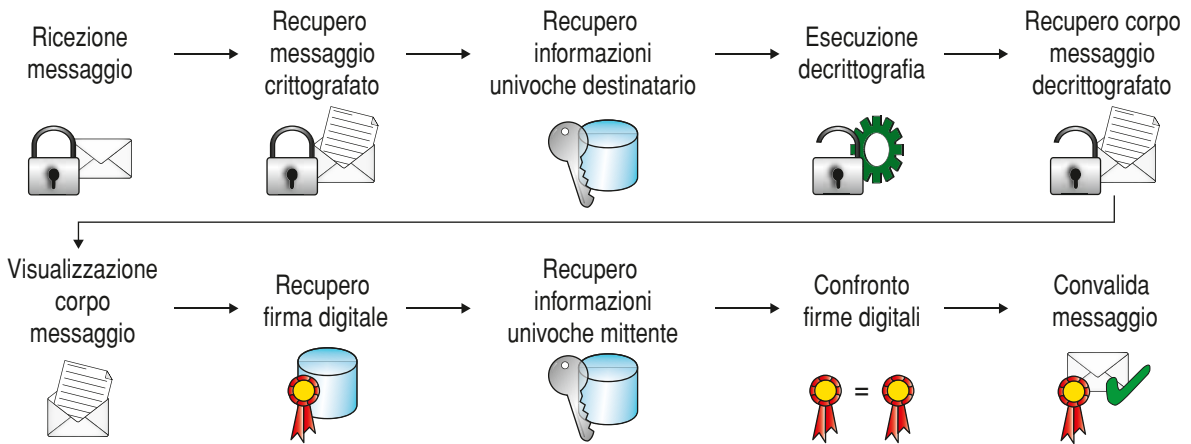 Ricezione
messaggio
Recupero
messaggio
crittografato
Recupero
informazioni
univoche destinatario
Esecuzione
decrittografia
Recupero corpo
messaggio
decrittografato
Visualizzazione
corpo
messaggio
Recupero
firma digitale
Recupero
informazioni
univoche mittente
Confronto
firme digitali
=
Convalida
messaggio